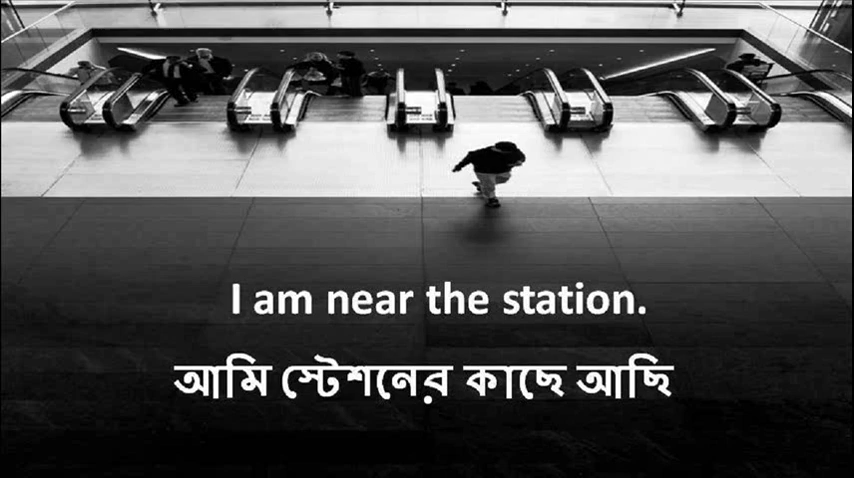 I am near the station.
আমি স্টেশনের কাছে আছি